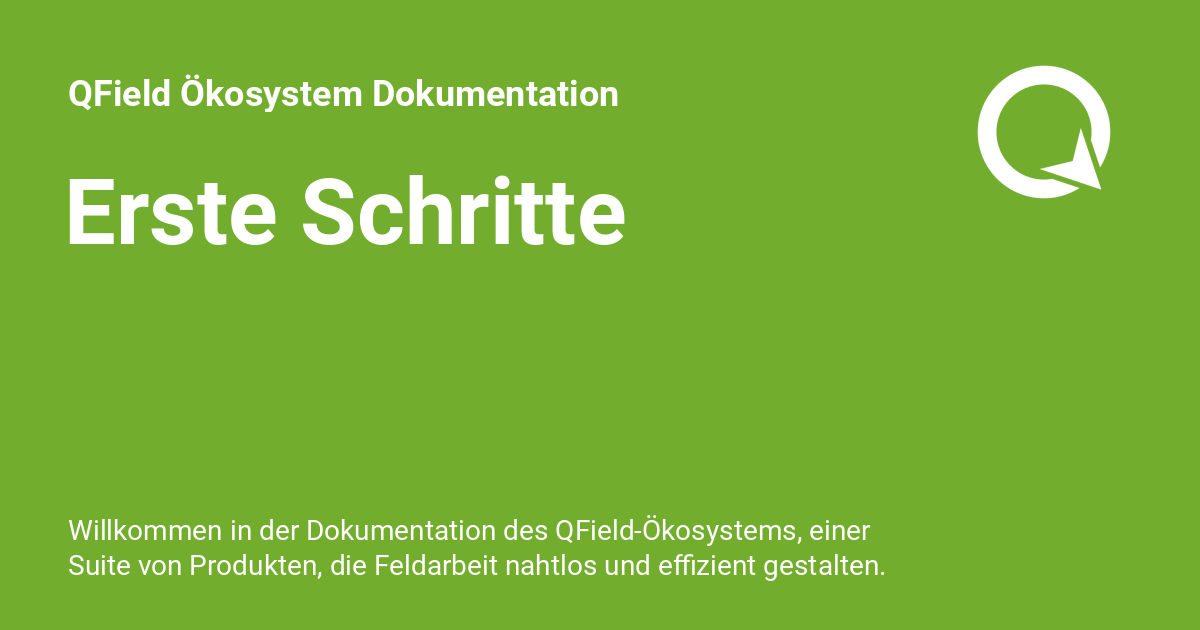 QField Ökosystem Dokumentation
Erste Schritte
Willkommen in der Dokumentation des QField-Ökosystems, einer
Suite von Produkten, die Feldarbeit nahtlos und effizient gestalten.